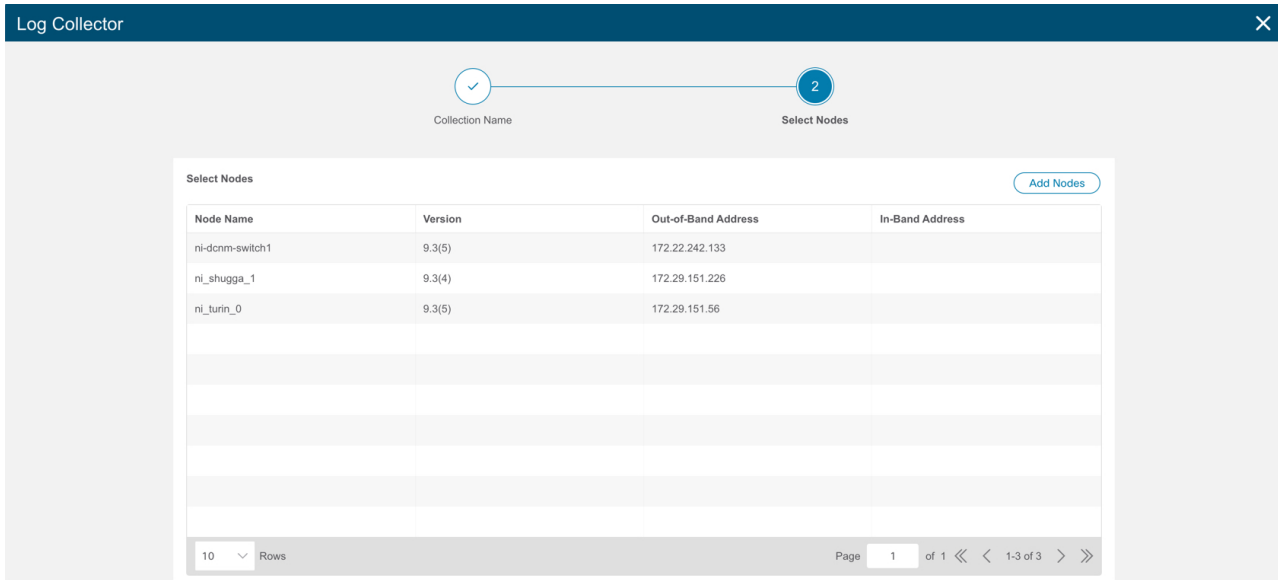 Log Collector
2
Collection Name Select Nodes
Select Nodes Add Nodes
Node Name Version Out-of-Band Address In-Band Address
ni-dcnm-switch1 9.3(5) 172.22.242.133
ni_shugga_1 9.3(4) 172.29.151.226
ni_turin_0 9.3(5) 172.29.151.56
10 Rows Page 1 of 1 1-3 of 3